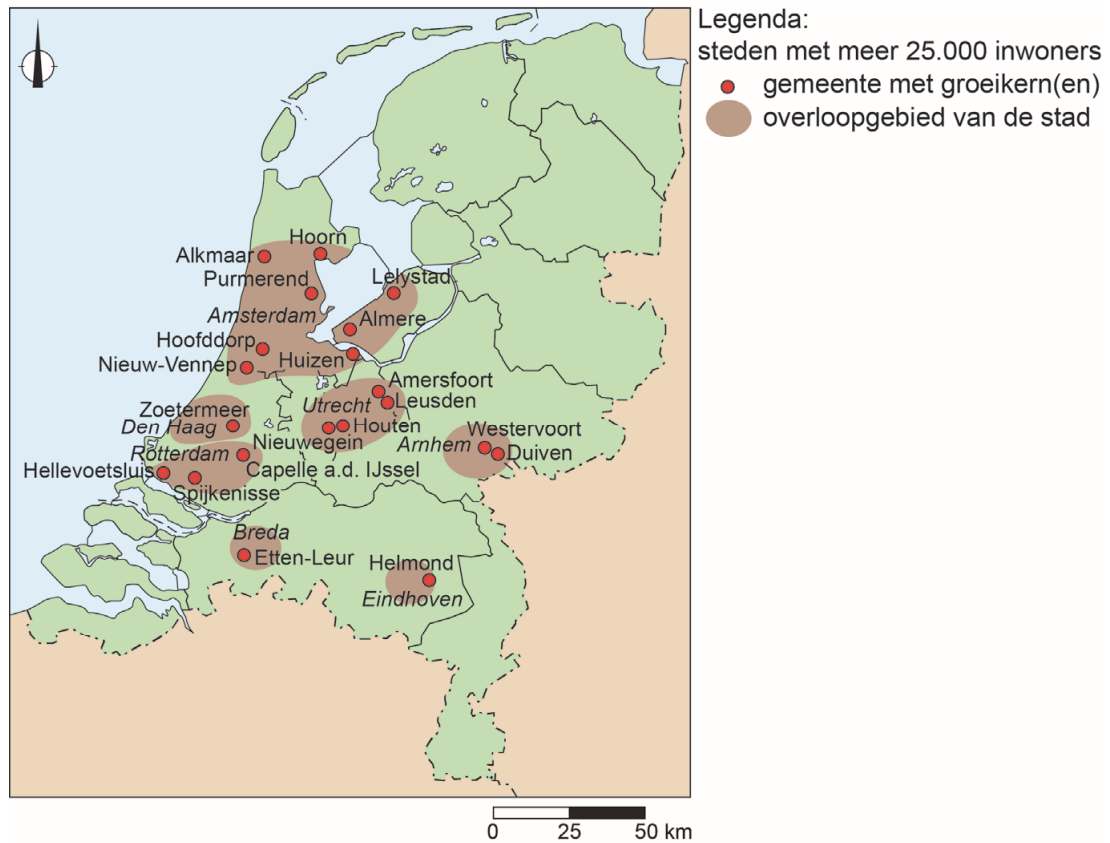 Legenda:
steden met meer 25.000 inwoners
gemeente met groeikern(en)
overloopgebied van de stad
Hoorn
Alkmaar
Purmerend
Lelystad
Amsterdam
Almere
Hoofddorp
Huizen
Nieuw-Vennep
Amersfoort
Leusden
Utrecht
Zoetermeer
Den Haag
Houten
Westervoort
Nieuwegein
Arnhem
Duiven
Rotterdam
Hellevoetsluis
Capelle a.d. IJssel
Spijkenisse
Breda
Etten-Leur
Helmond
Eindhoven
0 25 50 km